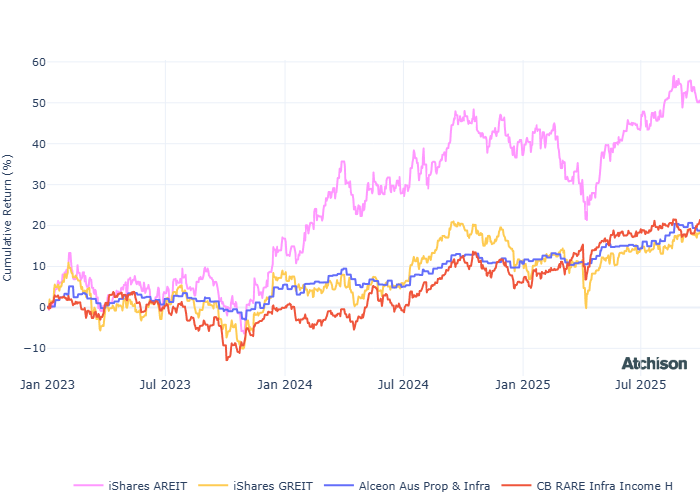 60
50
40
30
20
10
0
−10
Cumulative Return (%)
Jan 2023 Jul 2023 Jan 2024 Jul 2024 Jan 2025 Jul 2025
Atchison
iShares AREIT iShares GREIT Alceon Aus Prop & Infra CB RARE Infra Income H